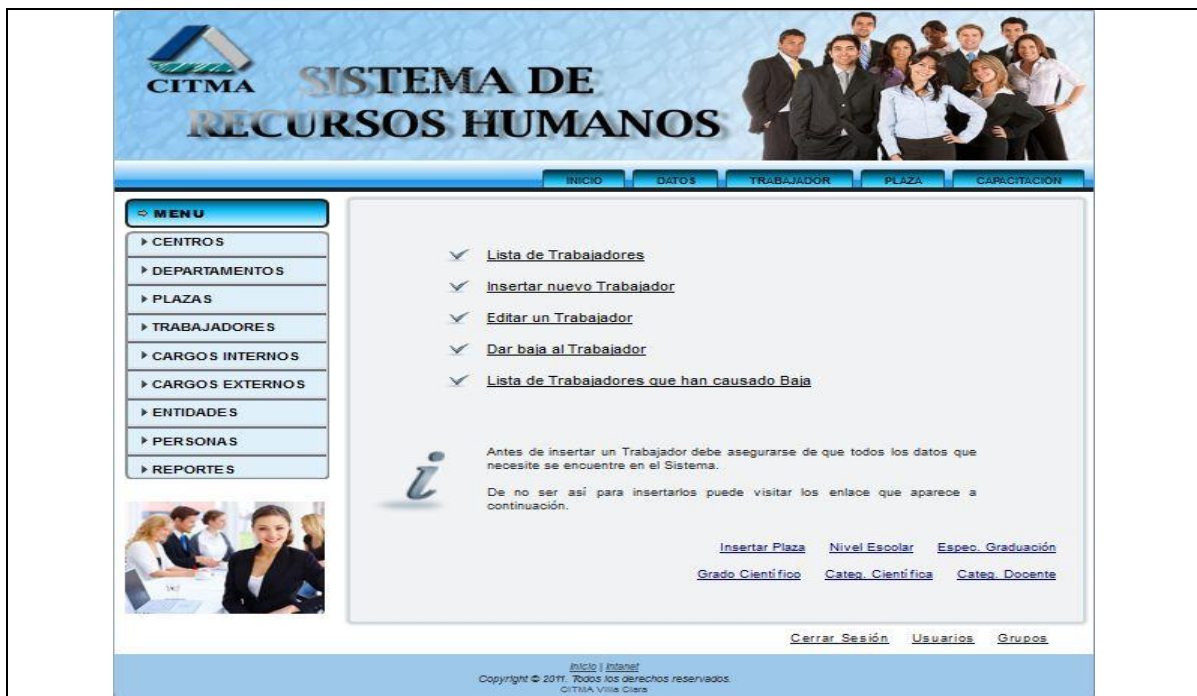 CITMA
SISTEMA DE
RECURSOS HUMANOS
INICIO DATOS TRABAJADOR PLAZA CAPACITACION
MENU
CENTROS
DEPARTAMENTOS
PLAZAS
TRABAJADORES
CARGOS INTERNOS
CARGOS EXTERNOS
ENTIDADES
PERSONAS
REPORTES
Lista de Trabajadores
Insertar nuevo Trabajador
Editar un Trabajador
Dar baja al Trabajador
Lista de Trabajadores que han causado Baja
Antes de insertar un Trabajador debe asegurarse de que todos los datos que
necesite se encuentre en el Sistema.
De no ser así para insertarlos puede visitar los enlace que aparece a
continuación.
Insertar Plaza Nivel Escolar Espec. Graduación
Grado Científico Categ. Científica Categ. Docente
Cerrar Sesión Usuarios Grupos
Inicio | Intanet
Copyright © 2011. Todos los derechos reservados.
CITMA Villa Clara